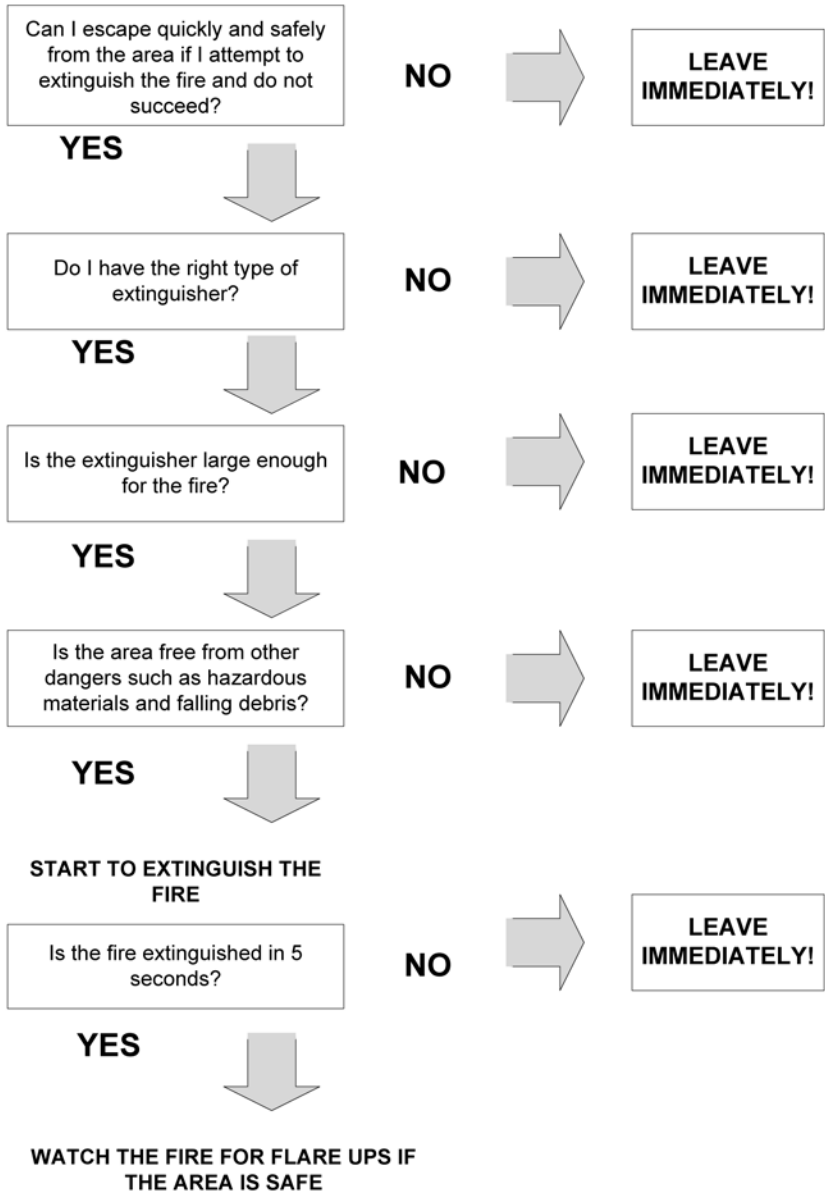 Can I escape quickly and safely
from the area if I attempt to
extinguish the fire and do not
succeed?
NO
LEAVE
IMMEDIATELY!
YES
Do I have the right type of
extinguisher?
NO
LEAVE
IMMEDIATELY!
YES
Is the extinguisher large enough
for the fire?
NO
LEAVE
IMMEDIATELY!
YES
Is the area free from other
dangers such as hazardous
materials and falling debris?
NO
LEAVE
IMMEDIATELY!
YES
START TO EXTINGUISH THE
FIRE
Is the fire extinguished in 5
seconds?
NO
LEAVE
IMMEDIATELY!
YES
WATCH THE FIRE FOR FLARE UPS IF
THE AREA IS SAFE